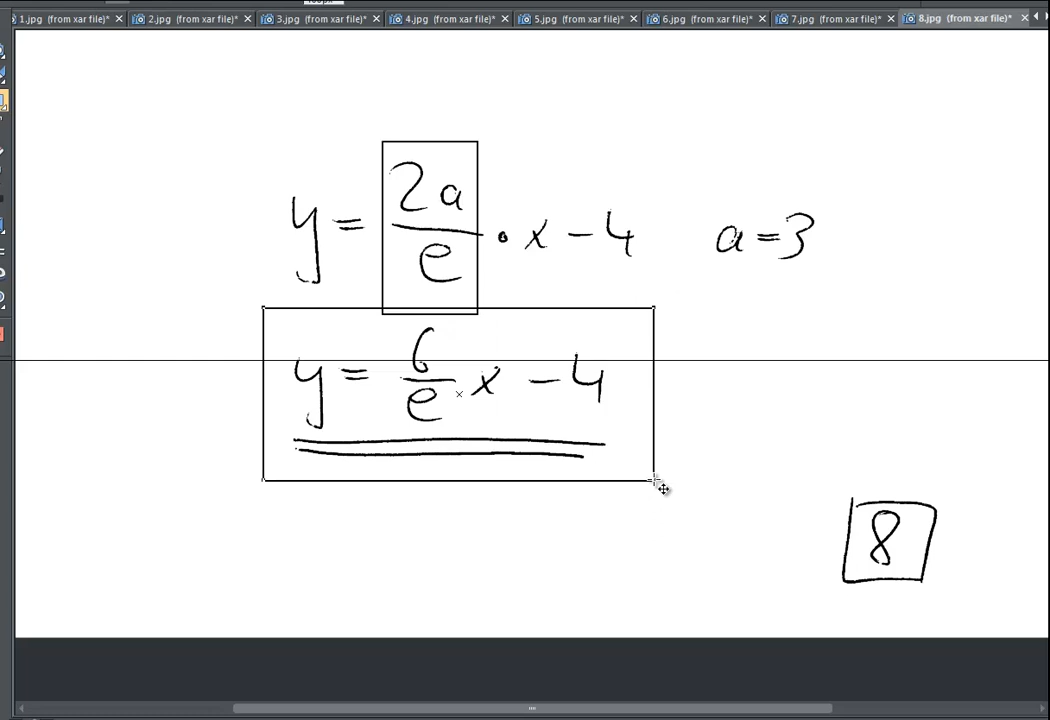 1.jpg (from xar file)* 2.jpg (from xar file)* 3.jpg (from xar file)* 4.jpg (from xar file)* 5.jpg (from xar file)* 6.jpg (from xar file)* 7.jpg (from xar file)* 8.jpg (from xar file)*
y = 2a/e · x − 4 a = 3
y = 6/e x − 4
8